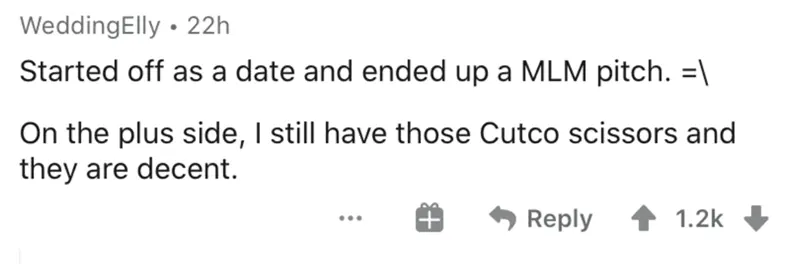 WeddingElly • 22h
Started off as a date and ended up a MLM pitch. =\
On the plus side, I still have those Cutco scissors and
they are decent.
... Reply 1.2k